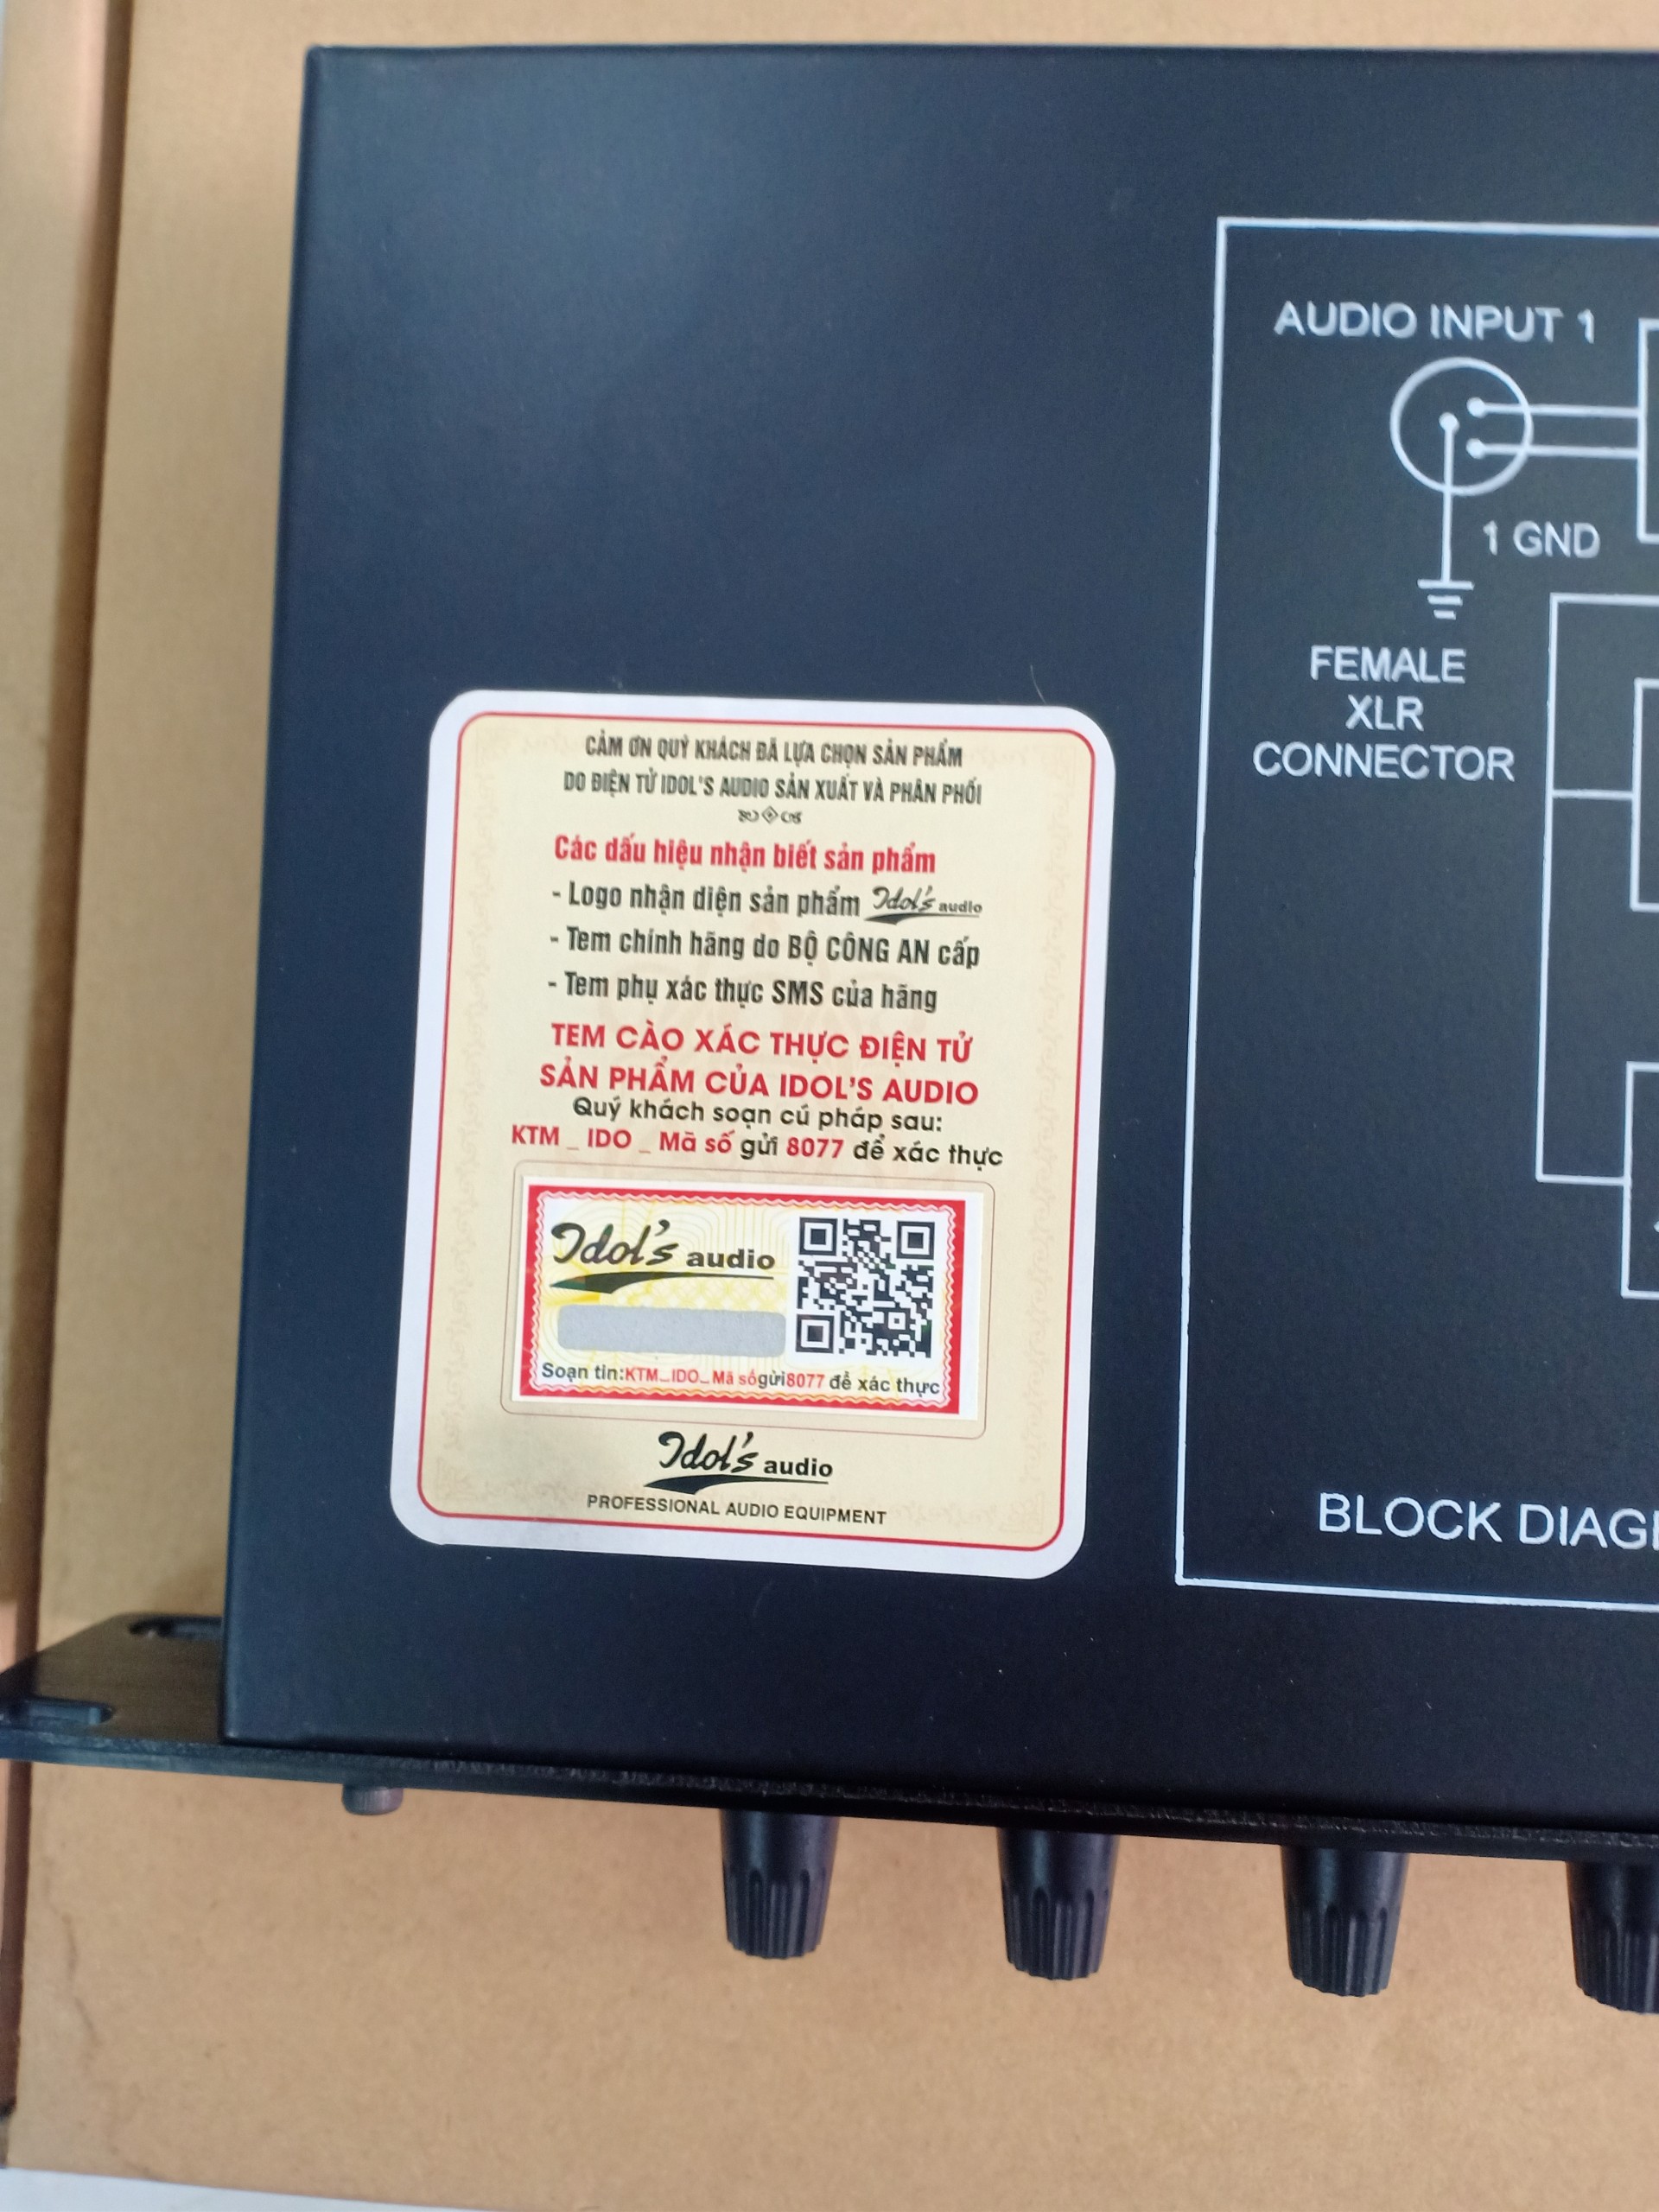 CẢM ƠN QUÝ KHÁCH ĐÃ LỰA CHỌN SẢN PHẨM
DO ĐIỆN TỬ IDOL'S AUDIO SẢN XUẤT VÀ PHÂN PHỐI
Các dấu hiệu nhận biết sản phẩm
- Logo nhận diện sản phẩm Idol's audio
- Tem chính hãng do BỘ CÔNG AN cấp
- Tem phụ xác thực SMS của hãng
TEM CÀO XÁC THỰC ĐIỆN TỬ
SẢN PHẨM CỦA IDOL'S AUDIO
Quý khách soạn cú pháp sau:
KTM _ IDO _ Mã số gửi 8077 để xác thực
Idol's audio
Soạn tin:KTM_IDO_Mã số gửi 8077 để xác thực
Idol's audio
PROFESSIONAL AUDIO EQUIPMENT
AUDIO INPUT 1
1 GND
FEMALE
XLR
CONNECTOR
BLOCK DIAG